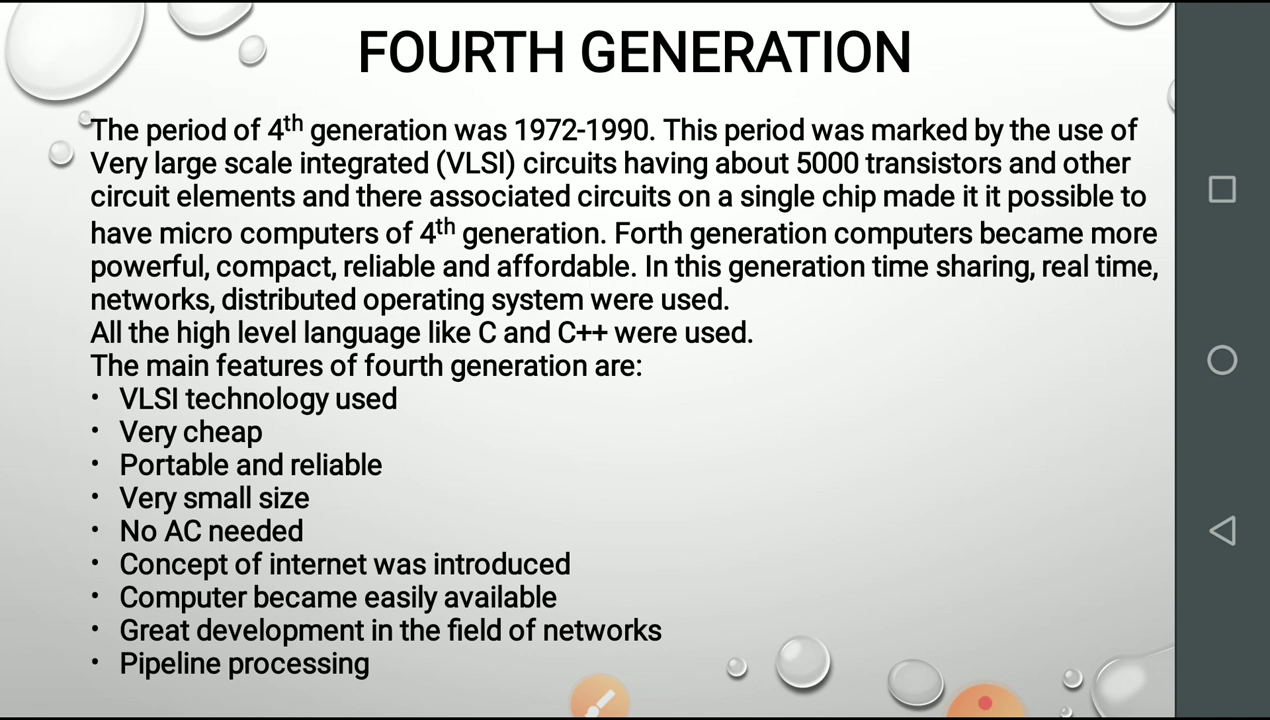 FOURTH GENERATION
The period of 4th generation was 1972-1990. This period was marked by the use of
Very large scale integrated (VLSI) circuits having about 5000 transistors and other
circuit elements and there associated circuits on a single chip made it it possible to
have micro computers of 4th generation. Forth generation computers became more
powerful, compact, reliable and affordable. In this generation time sharing, real time,
networks, distributed operating system were used.
All the high level language like C and C++ were used.
The main features of fourth generation are:
• VLSI technology used
• Very cheap
• Portable and reliable
• Very small size
• No AC needed
• Concept of internet was introduced
• Computer became easily available
• Great development in the field of networks
• Pipeline processing